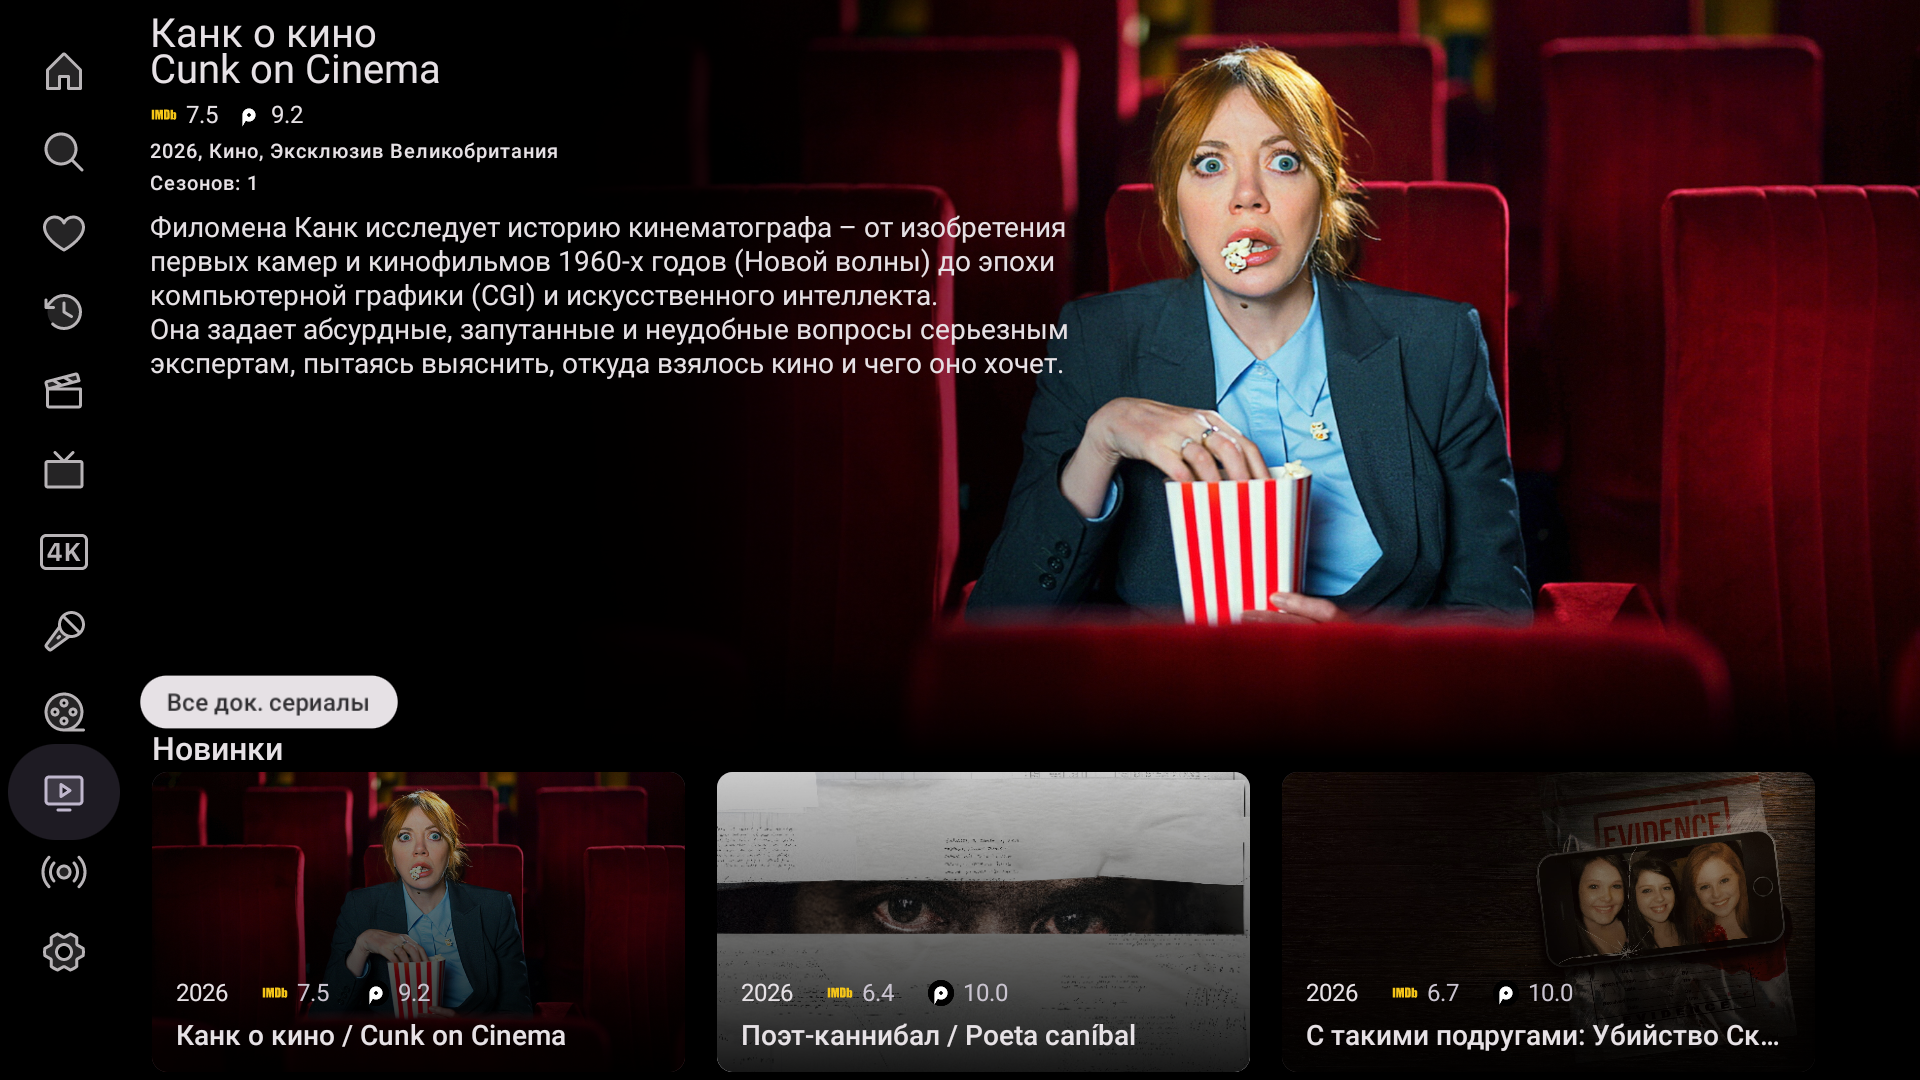 Канк о кино
Cunk on Cinema
IMDb 7.5 9.2
2026, Кино, Эксклюзив Великобритания
Сезонов: 1
Филомена Канк исследует историю кинематографа – от изобретения
первых камер и кинофильмов 1960-х годов (Новой волны) до эпохи
компьютерной графики (CGI) и искусственного интеллекта.
Она задает абсурдные, запутанные и неудобные вопросы серьезным
экспертам, пытаясь выяснить, откуда взялось кино и чего оно хочет.
4K
Все док. сериалы
Новинки
2026 IMDb 7.5 9.2
Канк о кино / Cunk on Cinema
2026 IMDb 6.4 10.0
Поэт-каннибал / Poeta caníbal
EVIDENCE
2026 IMDb 6.7 10.0
С такими подругами: Убийство Ск...